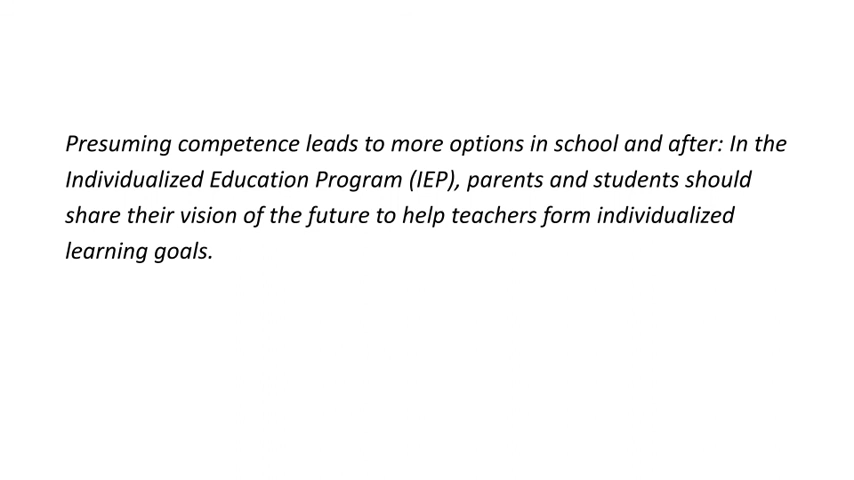 Presuming competence leads to more options in school and after: In the
Individualized Education Program (IEP), parents and students should
share their vision of the future to help teachers form individualized
learning goals.